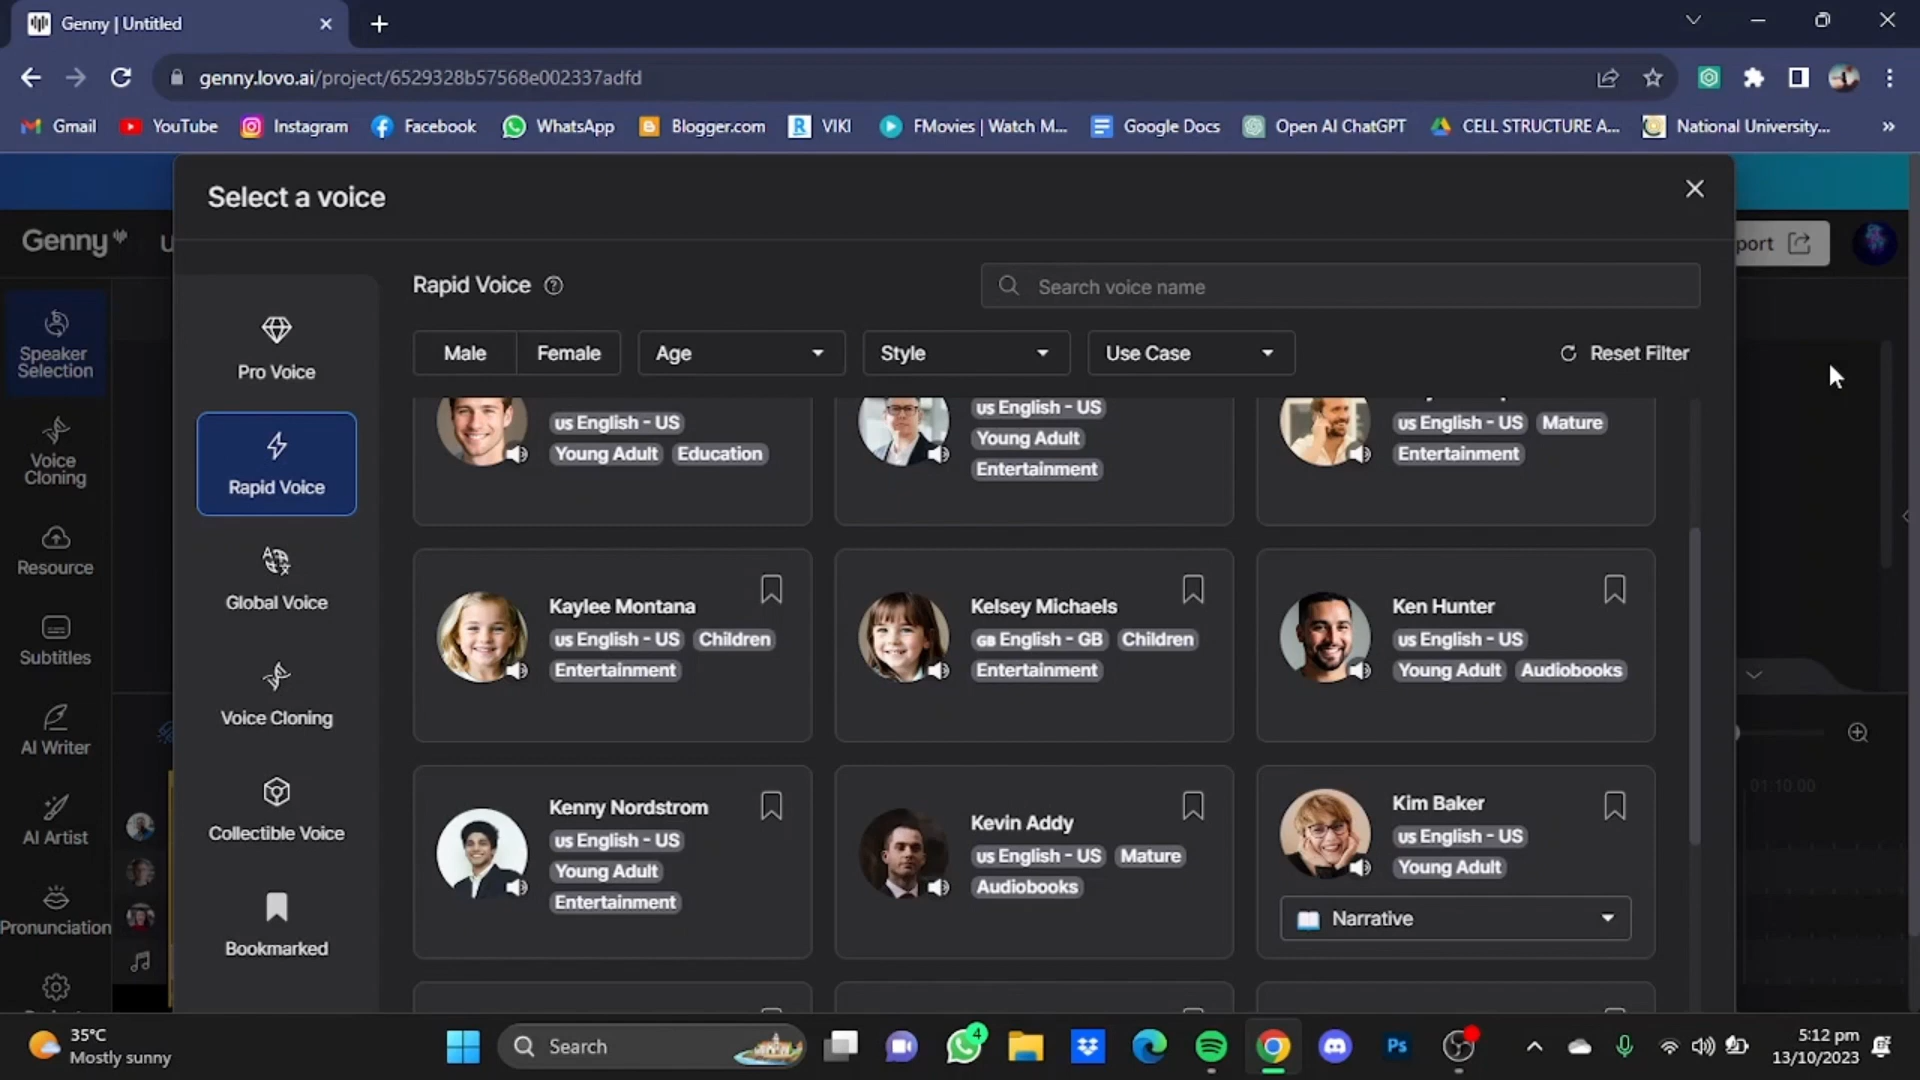 Genny | Untitled
genny.lovo.ai/project/6529328b57568e002337adfd
Gmail YouTube Instagram Facebook WhatsApp Blogger.com VIKI FMovies | Watch M... Google Docs Open AI ChatGPT CELL STRUCTURE A... National University... »
Select a voice
Genny
U
port
Rapid Voice
Search voice name
Male Female Age Style Use Case Reset Filter
Speaker
Selection
Voice
Cloning
Resource
Subtitles
AI Writer
AI Artist
Pronunciation
Pro Voice
Rapid Voice
Global Voice
Voice Cloning
Collectible Voice
Bookmarked
us English - US
Young Adult Education
us English - US
Young Adult
Entertainment
us English - US Mature
Entertainment
Kaylee Montana
us English - US Children
Entertainment
Kelsey Michaels
GB English - GB Children
Entertainment
Ken Hunter
us English - US
Young Adult Audiobooks
Kenny Nordstrom
us English - US
Young Adult
Entertainment
Kevin Addy
us English - US Mature
Audiobooks
Kim Baker
us English - US
Young Adult
Narrative
01:10.00
35°C
Mostly sunny
Search
4
Ps
5:12 pm
13/10/2023